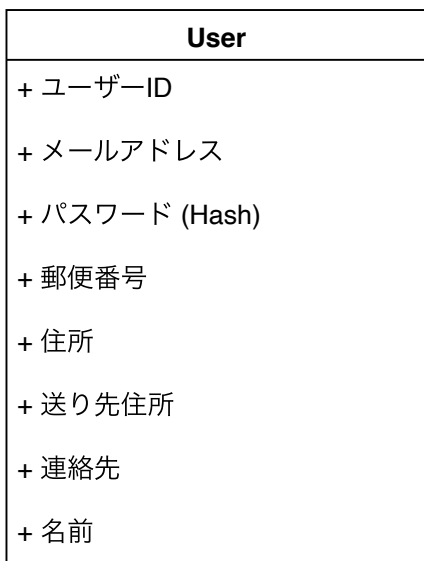 User
+ ユーザーID
+ メールアドレス
+ パスワード (Hash)
+ 郵便番号
+ 住所
+ 送り先住所
+ 連絡先
+ 名前